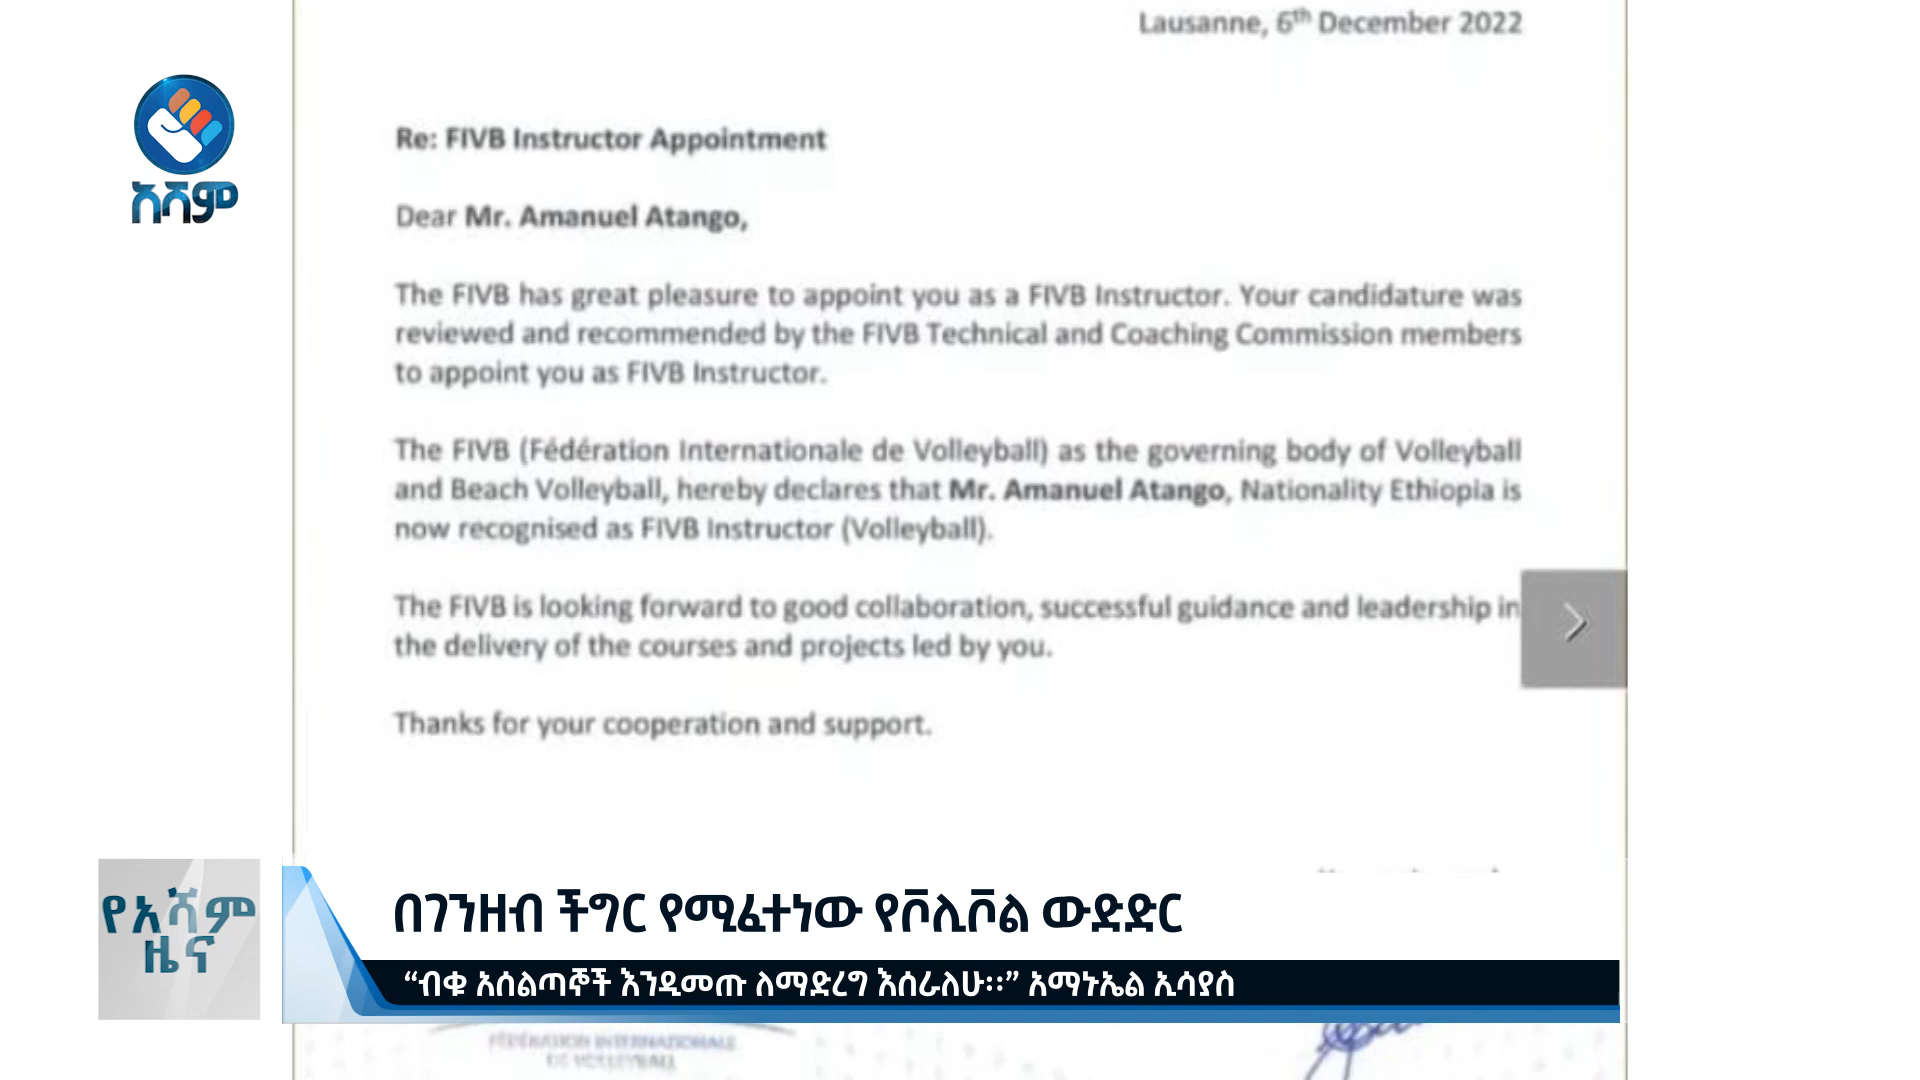 Lausanne, 6th December 2022
አሻም
Re: FIVB Instructor Appointment
Dear Mr. Amanuel Atango,
The FIVB has great pleasure to appoint you as a FIVB Instructor. Your candidature was
reviewed and recommended by the FIVB Technical and Coaching Commission members
to appoint you as FIVB Instructor.
The FIVB (Fédération Internationale de Volleyball) as the governing body of Volleyball
and Beach Volleyball, hereby declares that Mr. Amanuel Atango, Nationality Ethiopia is
now recognised as FIVB Instructor (Volleyball).
The FIVB is looking forward to good collaboration, successful guidance and leadership in
the delivery of the courses and projects led by you.
Thanks for your cooperation and support.
የአሻም
ዜና
በገንዘብ ችግር የሚፈተነው የቮሊቮል ውድድር
“ብቁ አሰልጣኞች እንዲመጡ ለማድረግ እሰራለሁ።” አማኑኤል ኢሳያስ
FÉDÉRATION INTERNATIONALE
DE VOLLEYBALL